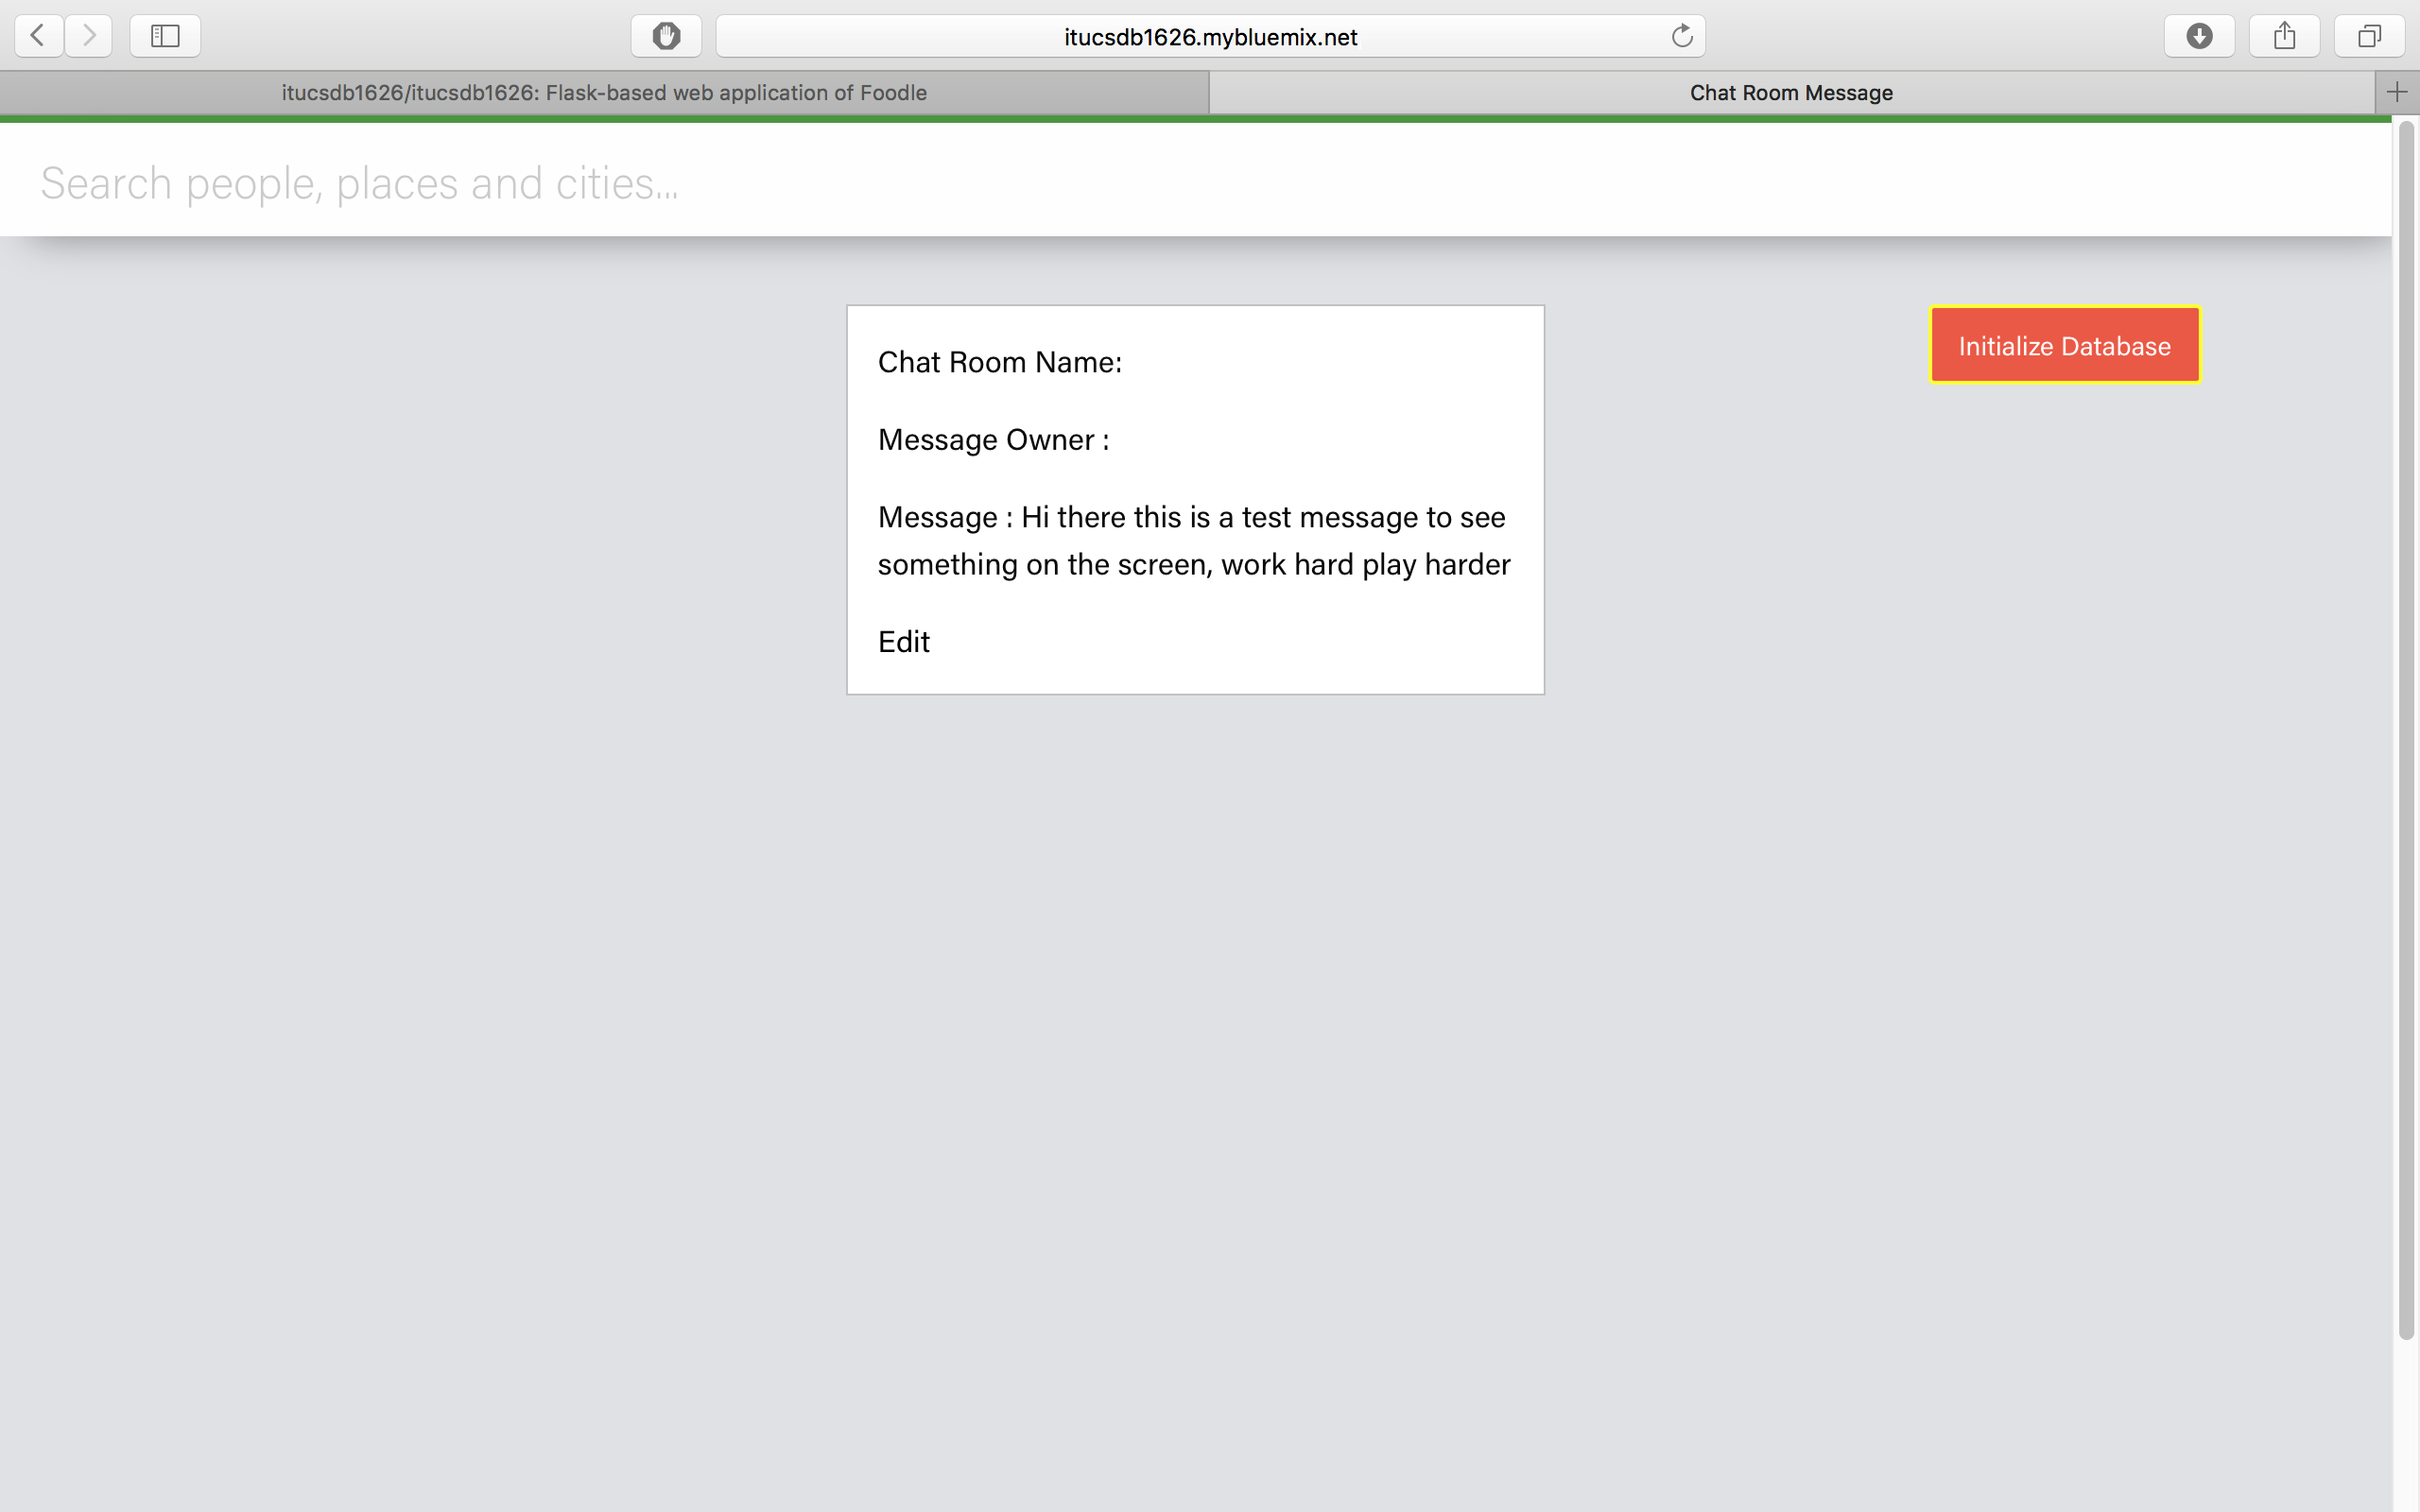 itucsdb1626.mybluemix.net
itucsdb1626/itucsdb1626: Flask-based web application of Foodle
Chat Room Message
Search people, places and cities...
Chat Room Name:
Initialize Database
Message Owner :
Message : Hi there this is a test message to see
something on the screen, work hard play harder
Edit